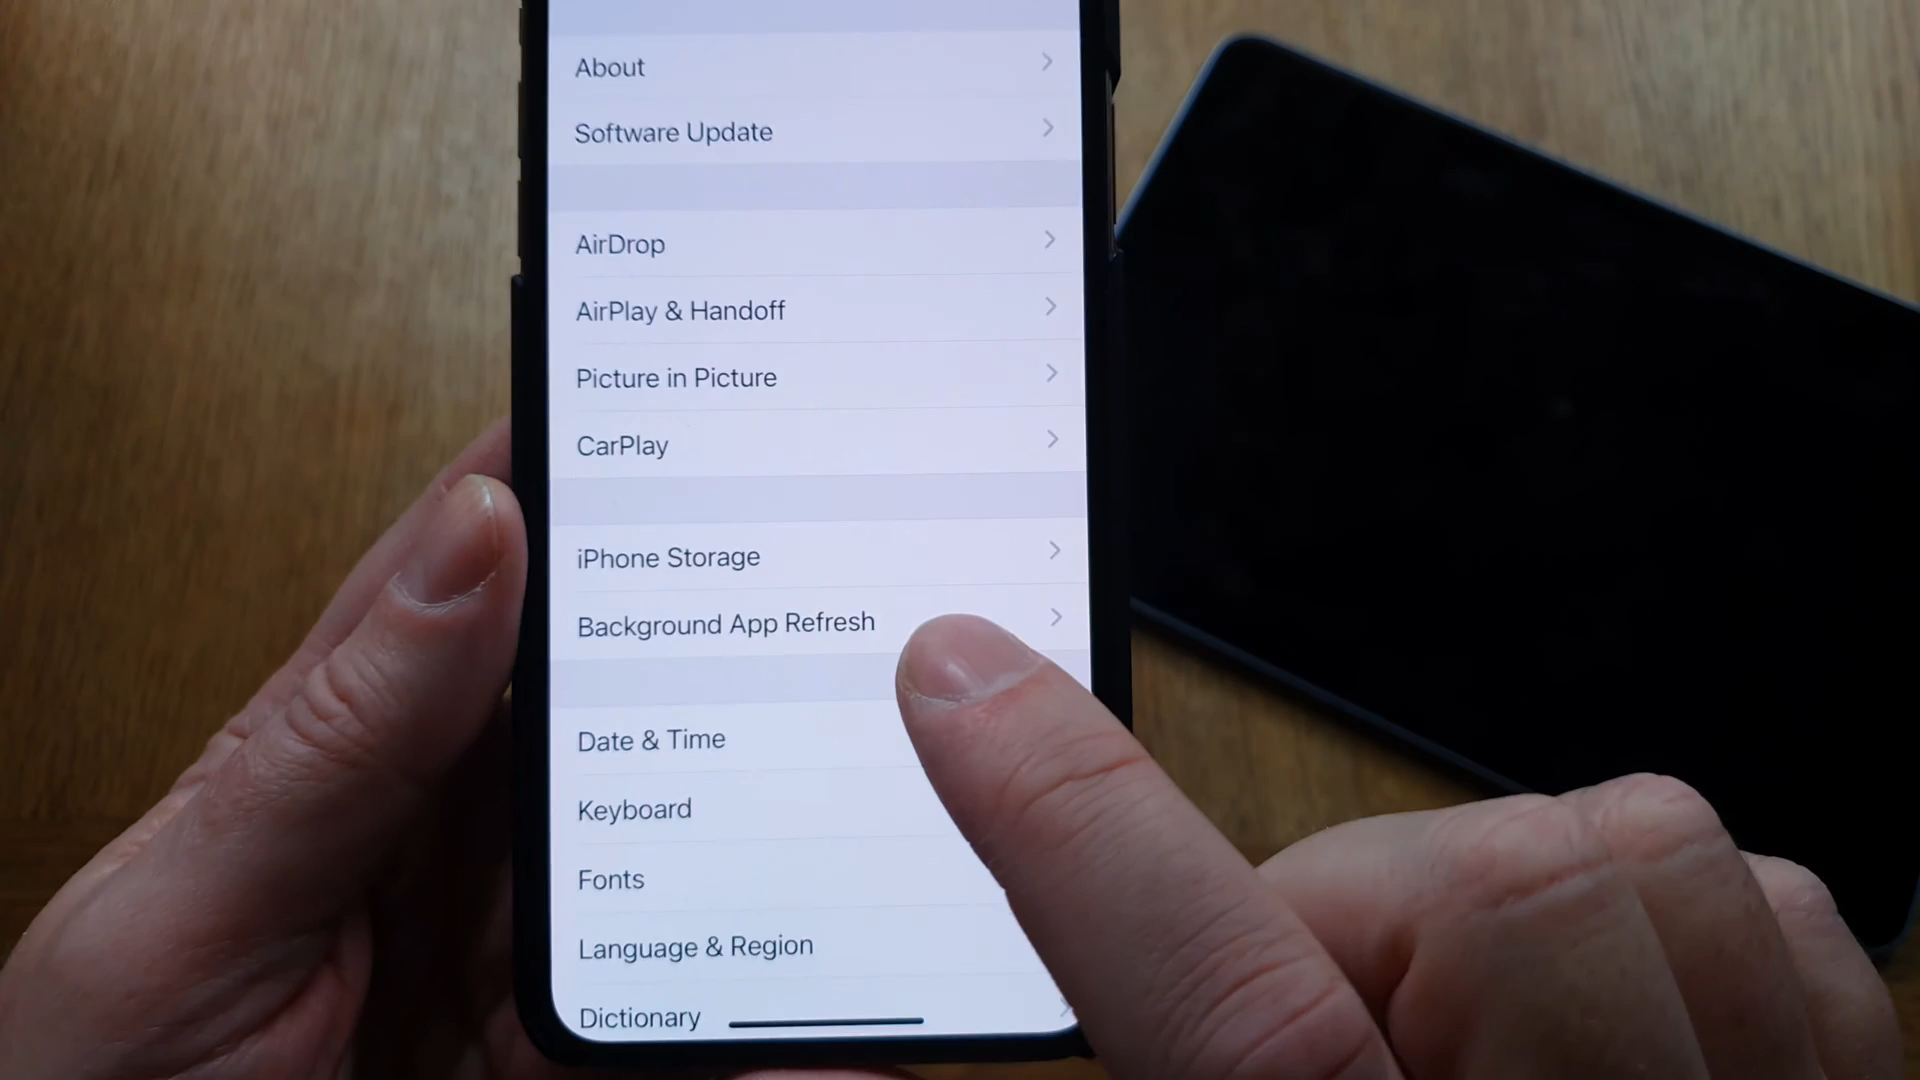 About
Software Update
AirDrop
AirPlay & Handoff
Picture in Picture
CarPlay
iPhone Storage
Background App Refresh
Date & Time
Keyboard
Fonts
Language & Region
Dictionary